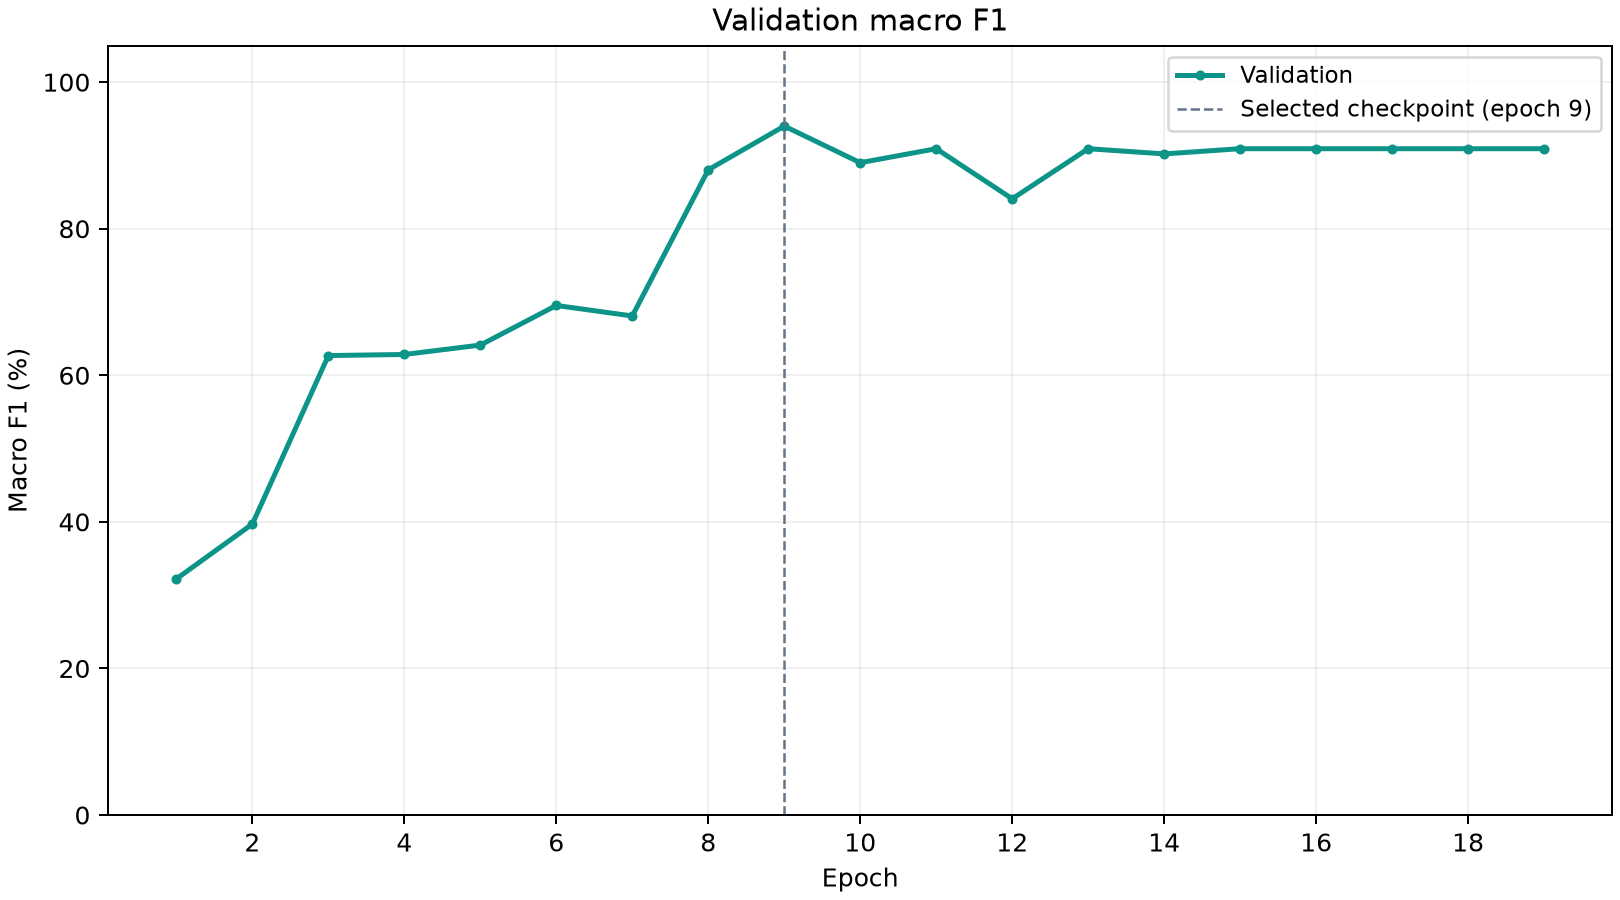 Validation macro F1
Validation
Selected checkpoint (epoch 9)
Macro F1 (%)
100
80
60
40
20
0
2 4 6 8 10 12 14 16 18
Epoch